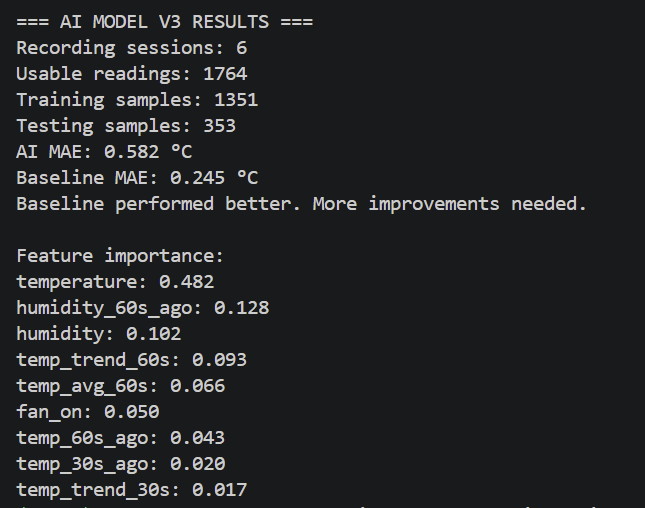 === AI MODEL V3 RESULTS ===
Recording sessions: 6
Usable readings: 1764
Training samples: 1351
Testing samples: 353
AI MAE: 0.582 °C
Baseline MAE: 0.245 °C
Baseline performed better. More improvements needed.
Feature importance:
temperature: 0.482
humidity_60s_ago: 0.128
humidity: 0.102
temp_trend_60s: 0.093
temp_avg_60s: 0.066
fan_on: 0.050
temp_60s_ago: 0.043
temp_30s_ago: 0.020
temp_trend_30s: 0.017